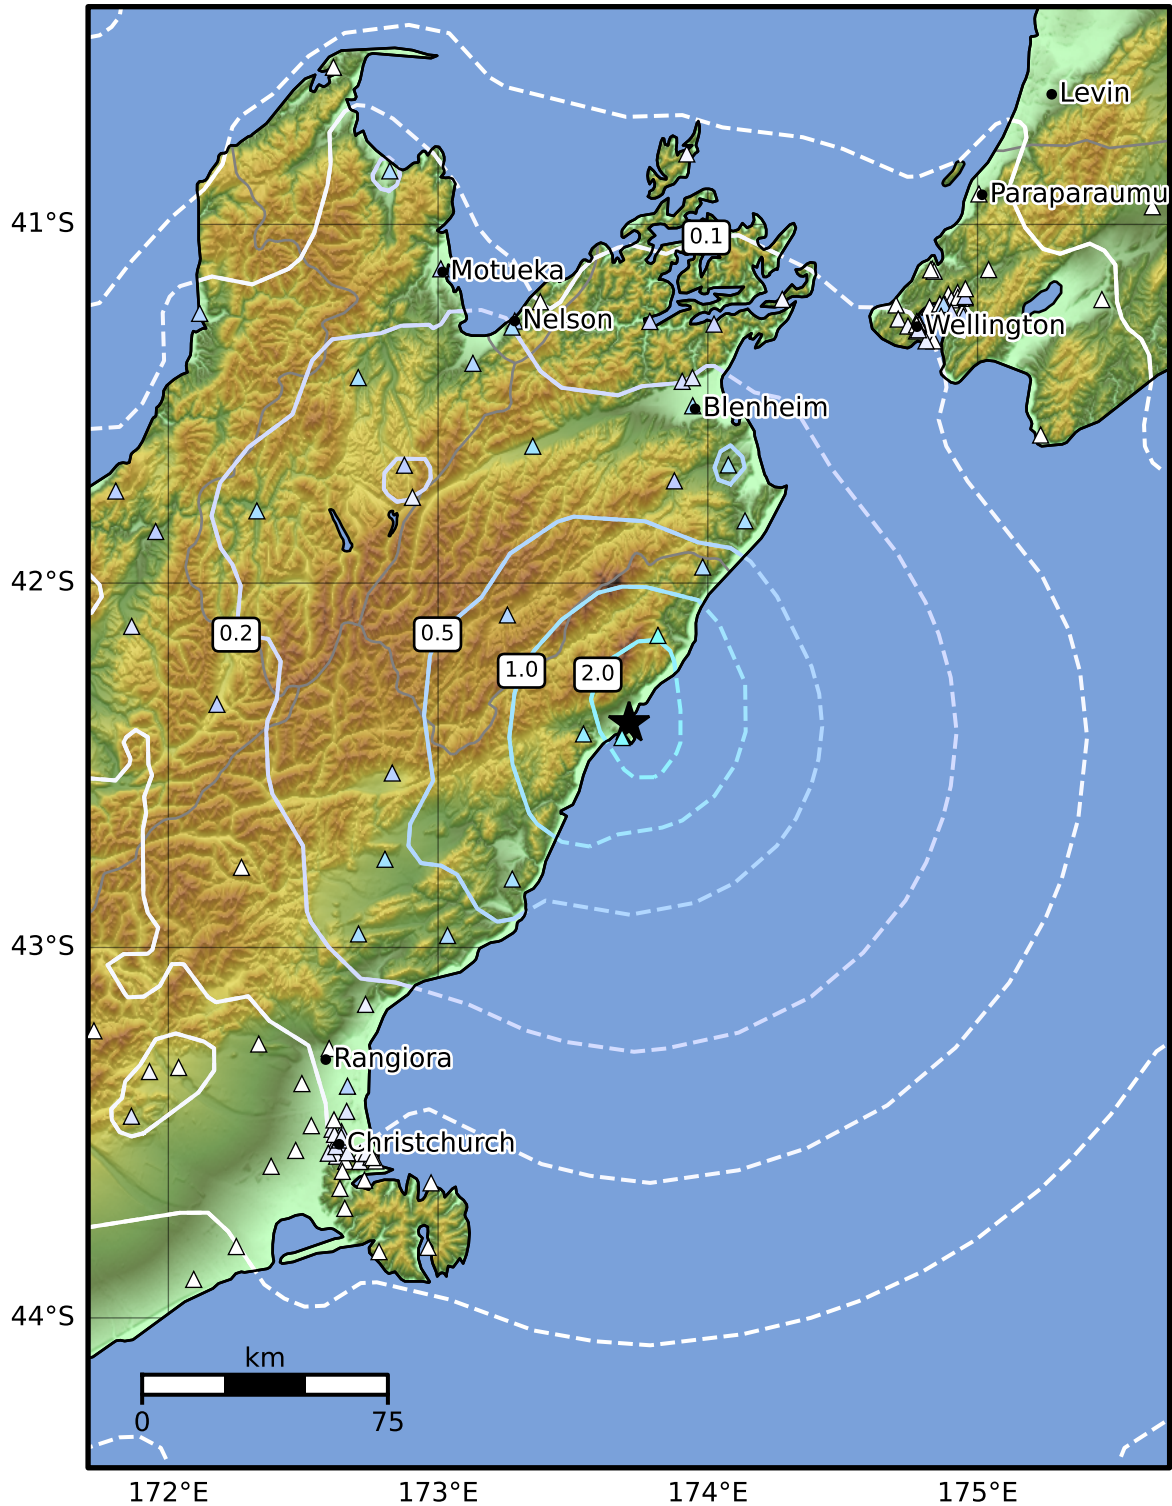 Levin
Paraparaumu
41°S
0.1
Motueka
Nelson
Wellington
Blenheim
42°S
0.2
0.5
1.0
2.0
43°S
Rangiora
Christchurch
44°S
km
0
75
172°E
173°E
174°E
175°E